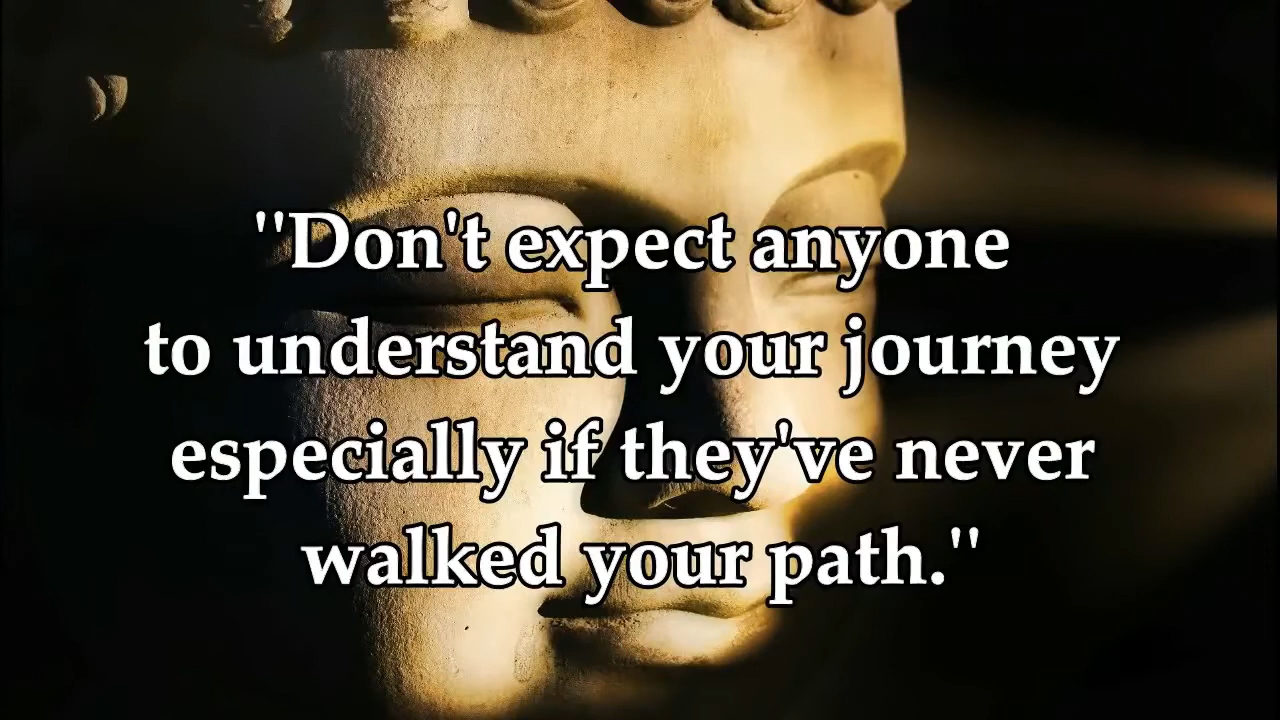 "Don't expect anyone
to understand your journey
especially if they've never
walked your path."